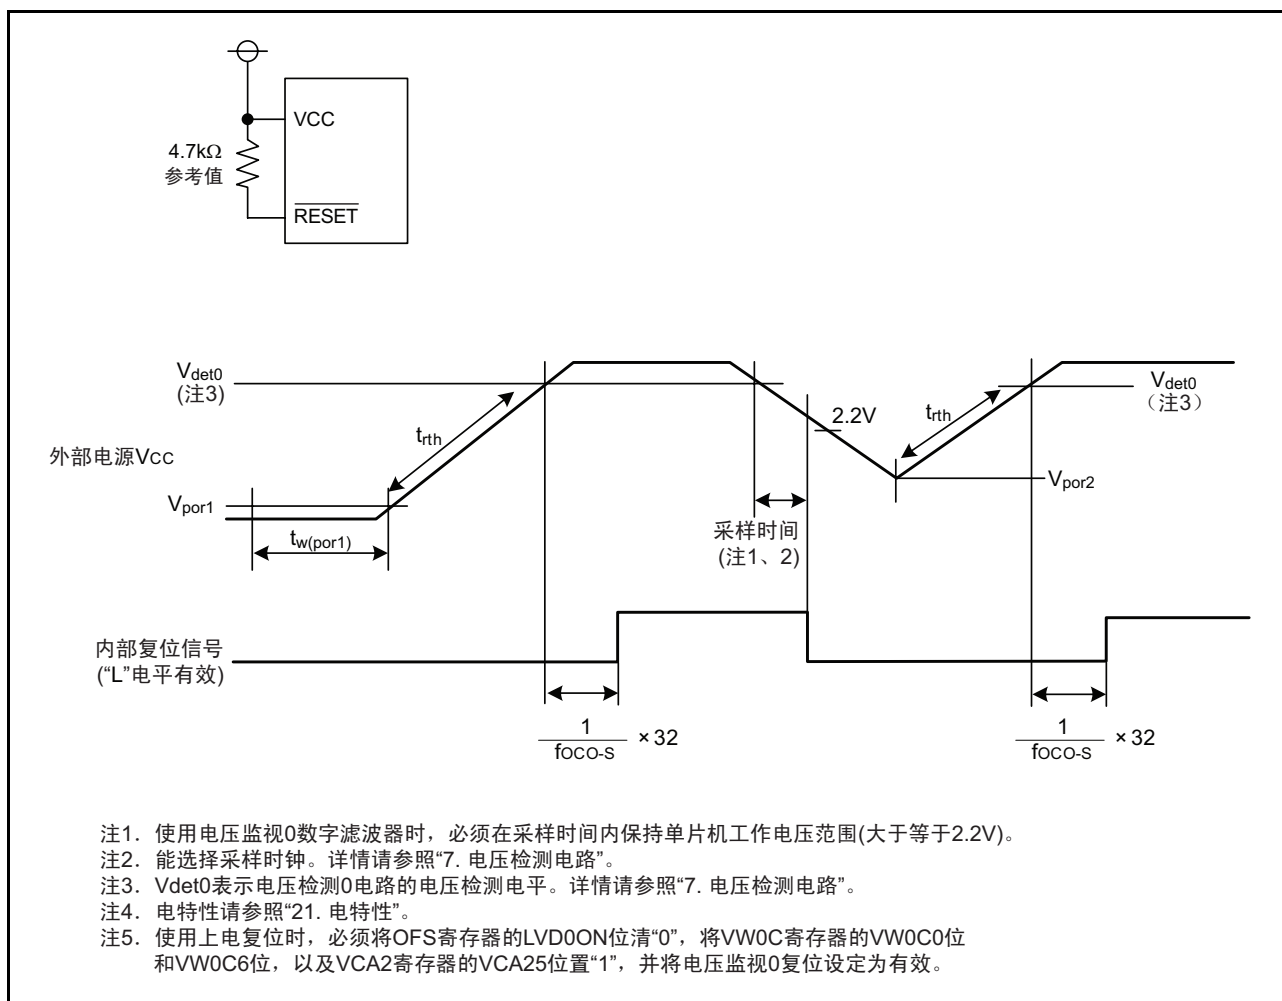 VCC
4.7kΩ
参考值
RESET
Vdet0
(注3)
trth
2.2V
trth
Vdet0
（注3）
外部电源VCC
Vpor1
Vpor2
tw(por1)
采样时间
(注1、2)
内部复位信号
(“L”电平有效)
1
fOCO-S
×32
1
fOCO-S
×32
注1. 使用电压监视0数字滤波器时，必须在采样时间内保持单片机工作电压范围(大于等于2.2V)。
注2. 能选择采样时钟。详情请参照“7. 电压检测电路”。
注3. Vdet0表示电压检测0电路的电压检测电平。详情请参照“7. 电压检测电路”。
注4. 电特性请参照“21. 电特性”。
注5. 使用上电复位时，必须将OFS寄存器的LVD0ON位清“0”，将VW0C寄存器的VW0C0位
和VW0C6位，以及VCA2寄存器的VCA25位置“1”，并将电压监视0复位设定为有效。